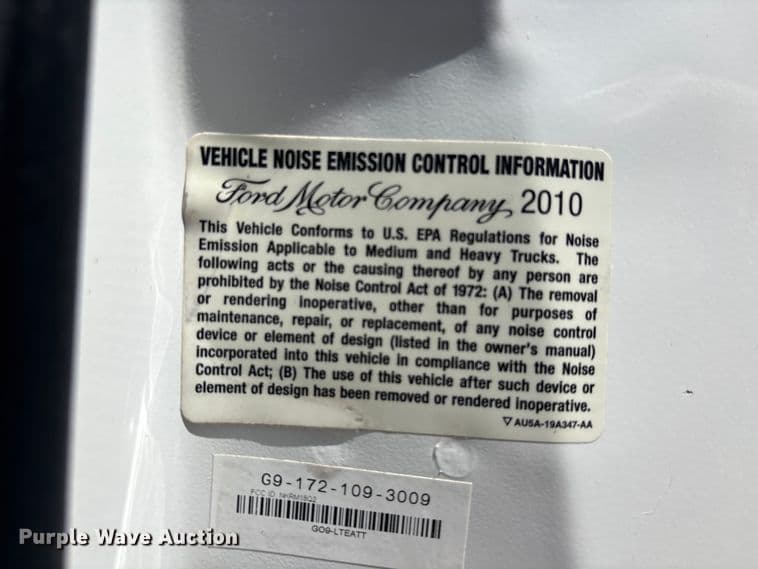 VEHICLE NOISE EMISSION CONTROL INFORMATION
Ford Motor Company, 2010
This Vehicle Conforms to U.S. EPA Regulations for Noise
Emission Applicable to Medium and Heavy Trucks. The
following acts or the causing thereof by any person are
prohibited by the Noise Control Act of 1972: (A) The removal
or rendering inoperative, other than for purposes of
maintenance, repair, or replacement, of any noise control
device or element of design (listed in the owner's manual)
incorporated into this vehicle in compliance with the Noise
Control Act; (B) The use of this vehicle after such device or
element of design has been removed or rendered inoperative.
▽ AU5A-19A347-AA
G9-172-109-3009
FCC ID
GO9-LTEATT
Purple Wave Auction